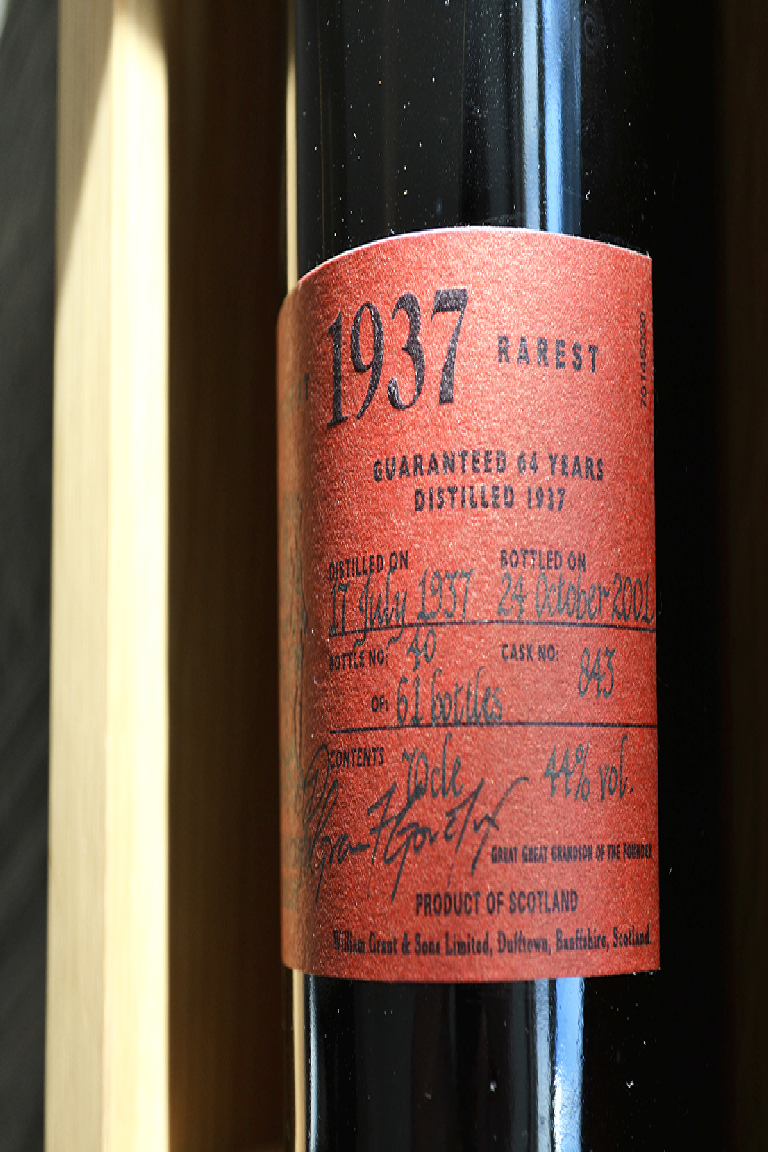 1937 RAREST
GUARANTEED 64 YEARS
DISTILLED 1937
DISTILLED ON BOTTLED ON
17 July 1937 24 October 2001
BOTTLE NO: 40 CASK NO: 843
OF: 61 bottles
CONTENTS 70cle 44% vol.
GREAT GREAT GRANDSON OF THE FOUNDER
PRODUCT OF SCOTLAND
William Grant & Sons Limited, Dufftown, Banffshire, Scotland